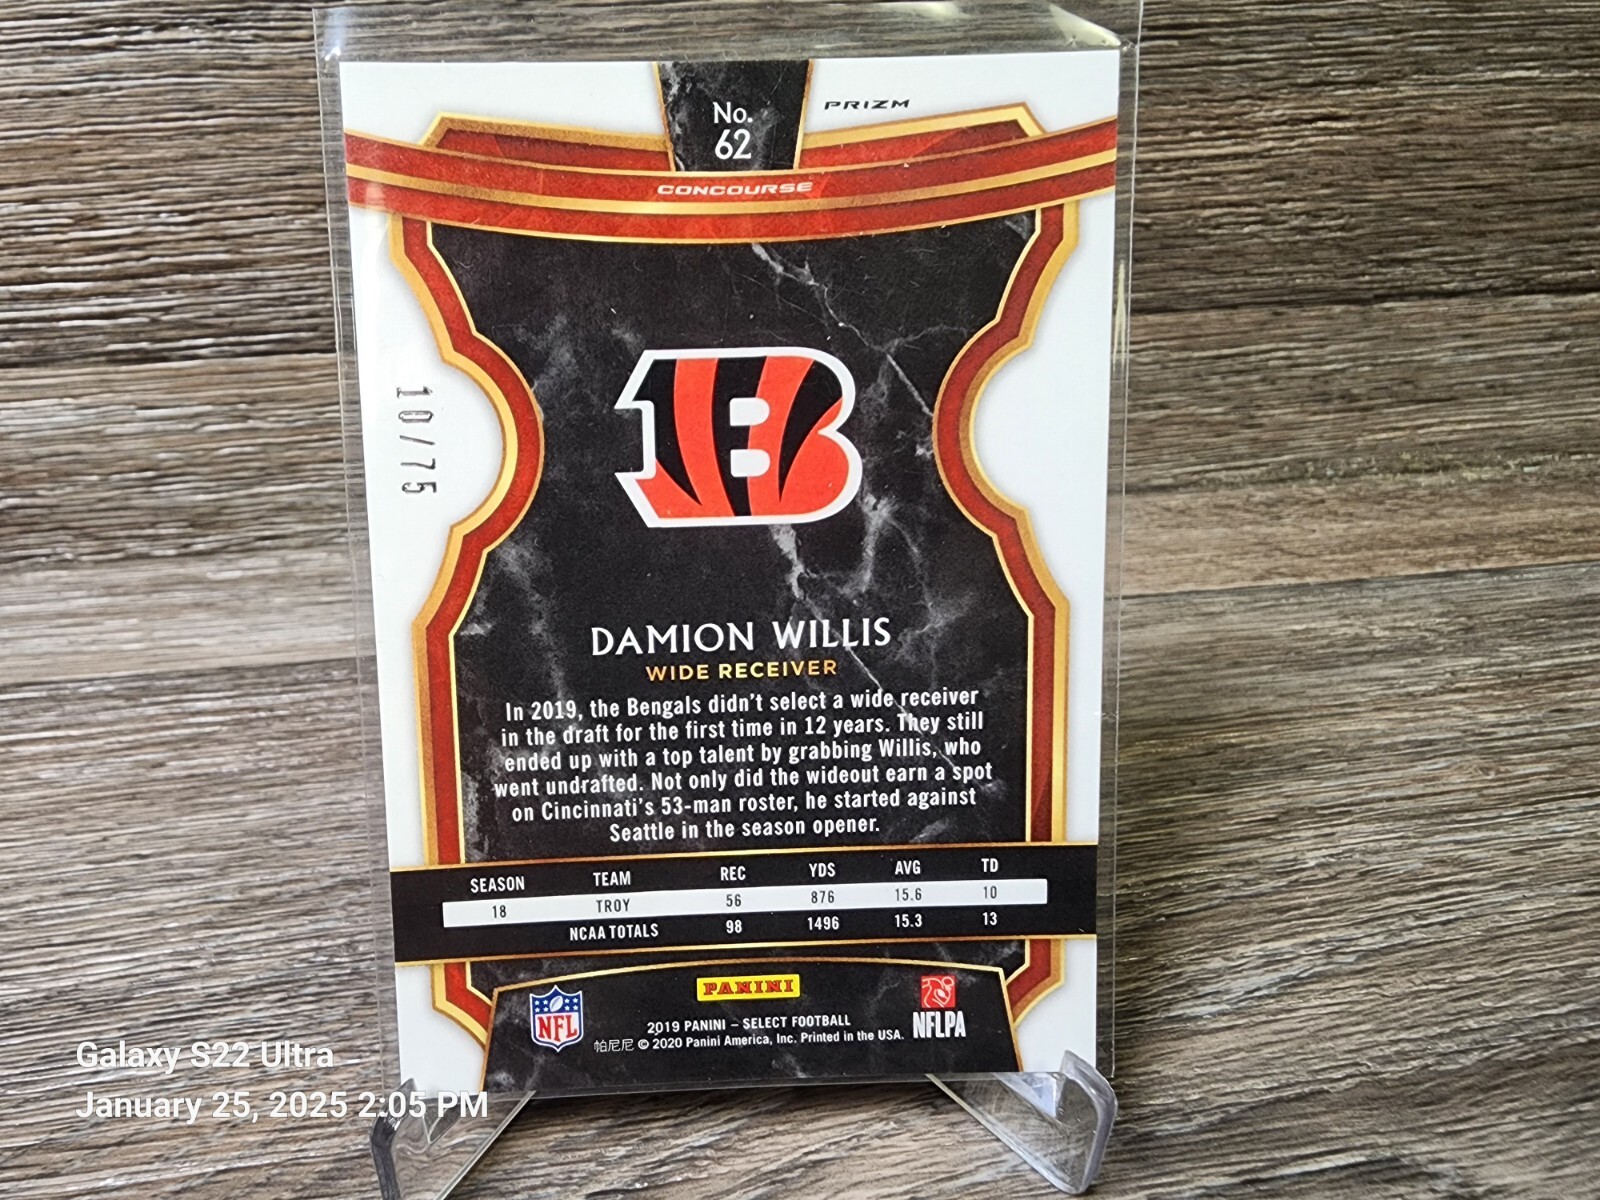 No.
62
PRIZM
CONCOURSE
10/75
DAMION WILLIS
WIDE RECEIVER
In 2019, the Bengals didn't select a wide receiver
in the draft for the first time in 12 years. They still
ended up with a top talent by grabbing Willis, who
went undrafted. Not only did the wideout earn a spot
on Cincinnati's 53-man roster, he started against
Seattle in the season opener.
SEASON TEAM REC YDS AVG TD
18 TROY 56 876 15.6 10
NCAA TOTALS 98 1496 15.3 13
PANINI
NFL
NFLPA
2019 PANINI – SELECT FOOTBALL
帕尼尼 © 2020 Panini America, Inc. Printed in the USA.
Galaxy S22 Ultra
January 25, 2025 2:05 PM